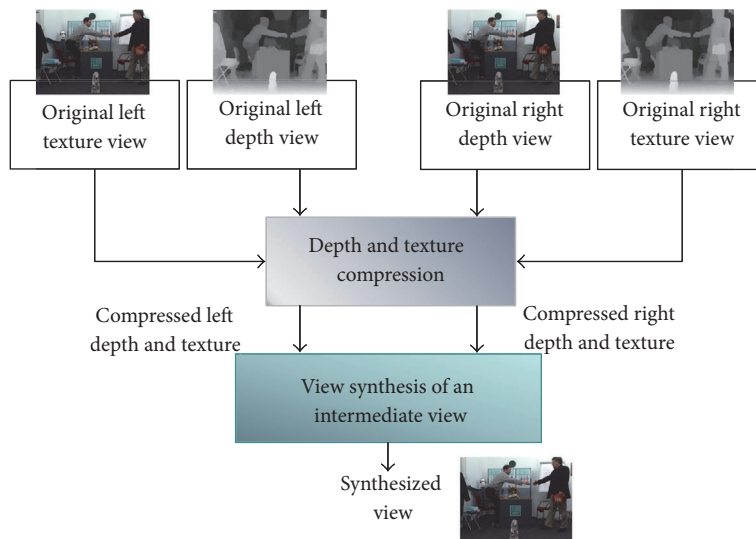 Original left
texture view
Original left
depth view
Original right
depth view
Original right
texture view
Depth and texture
compression
Compressed left
depth and texture
Compressed right
depth and texture
View synthesis of an
intermediate view
Synthesized
view